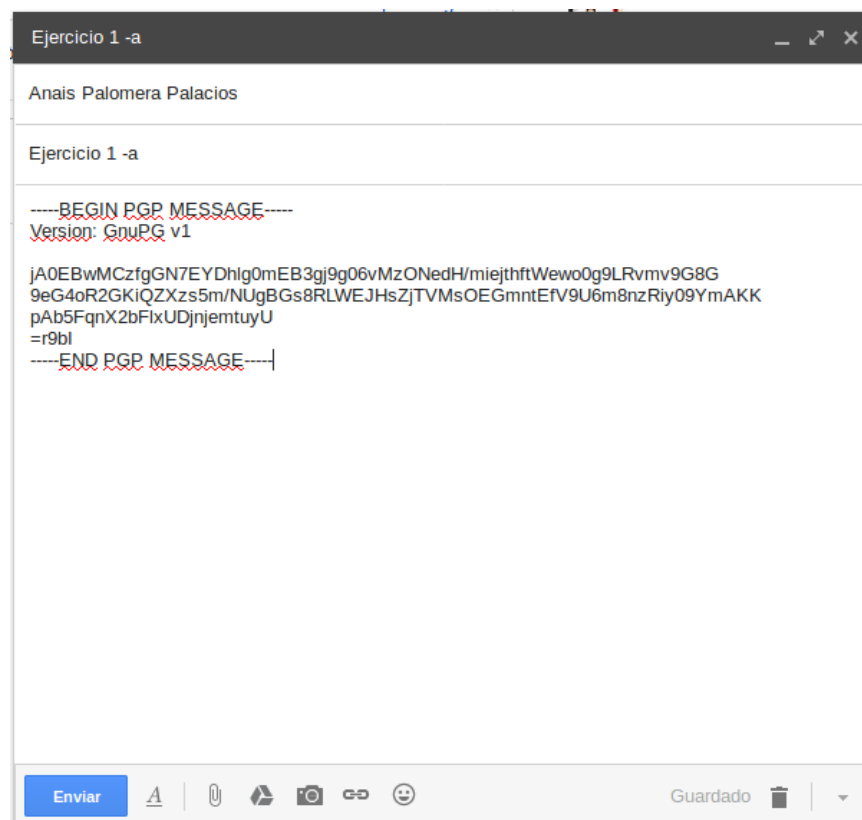 Ejercicio 1 -a
Anais Palomera Palacios
Ejercicio 1 -a
-----BEGIN PGP MESSAGE-----
Version: GnuPG v1
jA0EBwMCzfgGN7EYDhlg0mEB3gj9g06vMzONedH/miejthftWewo0g9LRvmv9G8G
9eG4oR2GKiQZXzs5m/NUgBGs8RLWEJHsZjTVMsOEGmntEfV9U6m8nzRiy09YmAKK
pAb5FqnX2bFlxUDjnjemtuyU
=r9bI
-----END PGP MESSAGE-----
Enviar
A
Guardado